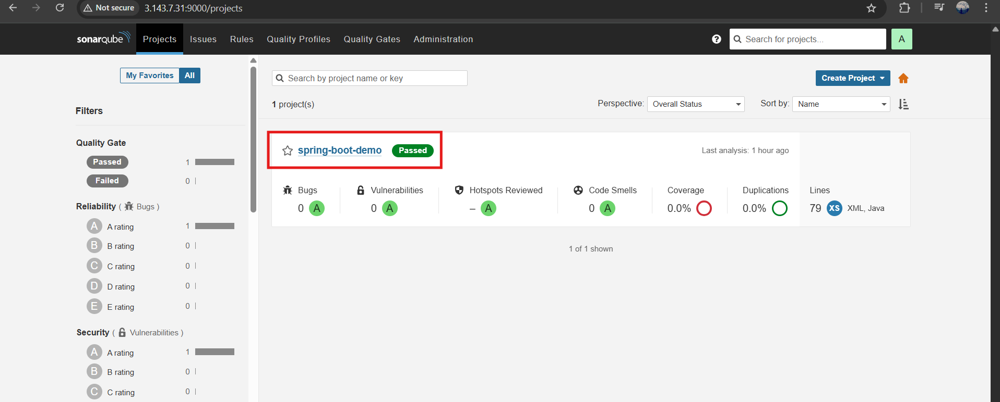 Not secure 3.143.7.31:9000/projects
sonarqube Projects Issues Rules Quality Profiles Quality Gates Administration ? Search for projects... A
My Favorites All
Filters
Quality Gate
Passed 1
Failed 0
Reliability ( Bugs )
A A rating 1
B B rating 0
C C rating 0
D D rating 0
E E rating 0
Security ( Vulnerabilities )
A A rating 1
B B rating 0
C C rating 0
Search by project name or key
Create Project
1 project(s)
Perspective: Overall Status Sort by: Name
spring-boot-demo Passed Last analysis: 1 hour ago
Bugs Vulnerabilities Hotspots Reviewed Code Smells Coverage Duplications Lines
0 A 0 A – A 0 A 0.0% 0.0% 79 XS XML, Java
1 of 1 shown